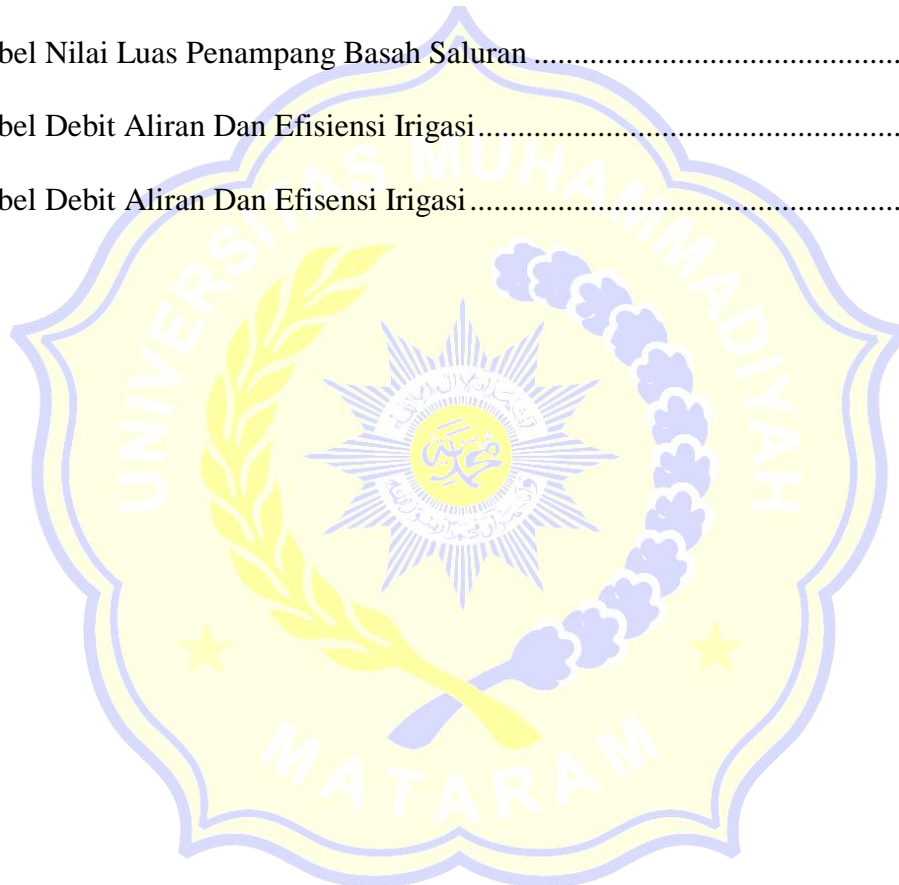 bel Nilai Luas Penampang Basah Saluran ..............................................
bel Debit Aliran Dan Efisiensi Irigasi.....................................................
bel Debit Aliran Dan Efisensi Irigasi ......................................................
UNIVERSITAS MUHAMMADIYAH
MATARAM